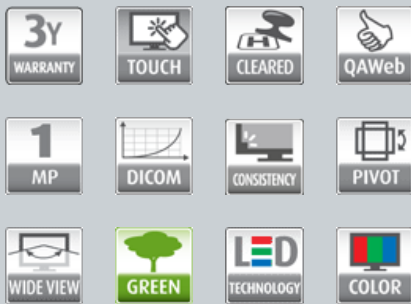 3Y
WARRANTY
TOUCH
CLEARED
QAWeb
1
MP
DICOM
CONSISTENCY
PIVOT
WIDE VIEW
GREEN
LED
TECHNOLOGY
COLOR